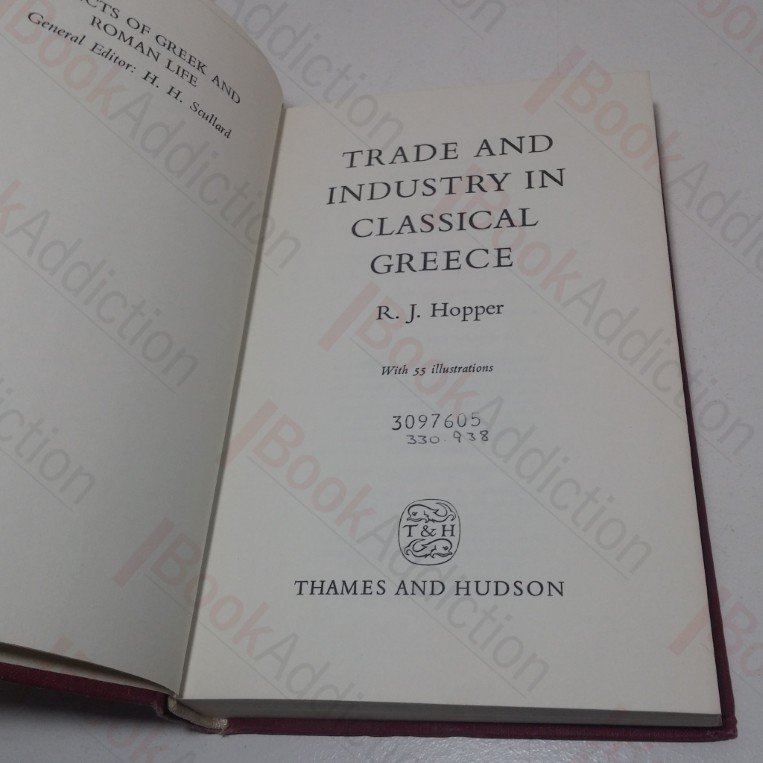 CTS OF GREEK AND
ROMAN LIFE
General Editor: H. H. Scullard
TRADE AND
INDUSTRY IN
CLASSICAL
GREECE
R. J. Hopper
With 55 illustrations
3097605
330.938
T & H
THAMES AND HUDSON
BookAddiction